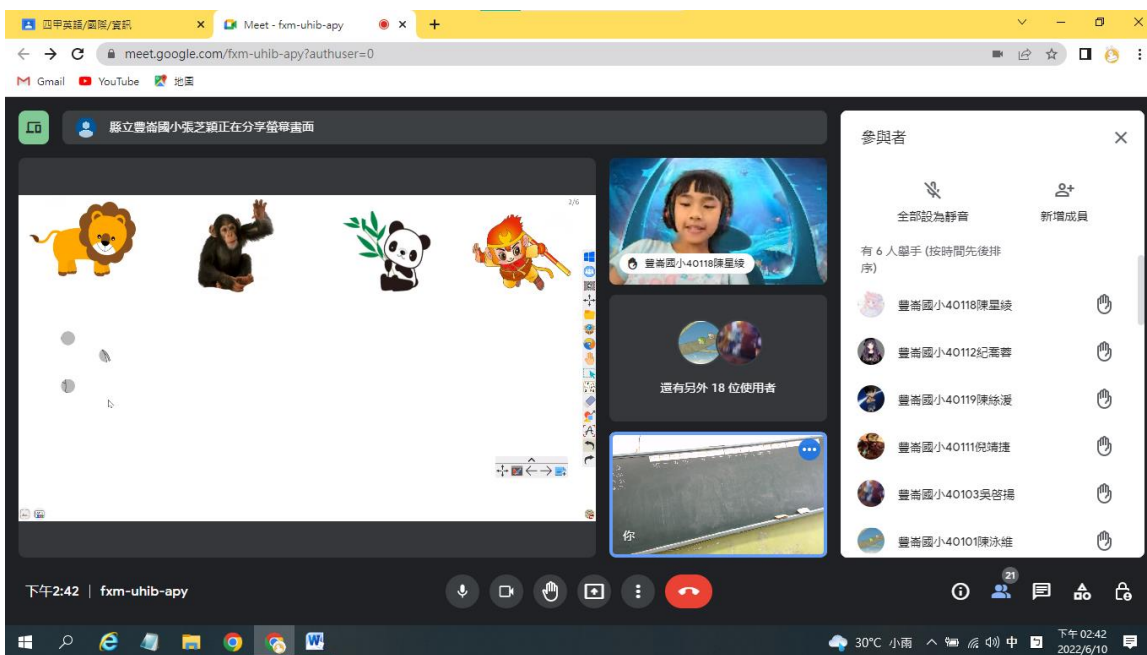 四甲英語/國際/資訊
Meet - fxm-uhib-apy
meet.google.com/fxm-uhib-apy?authuser=0
Gmail
YouTube
地圖
縣立豐崙國小張芝穎正在分享螢幕畫面
2/6
豐崙國小40118陳星綾
還有另外 18 位使用者
你
參與者
全部設為靜音
新增成員
有 6 人舉手 (按時間先後排
序)
豐崙國小40118陳星綾
豐崙國小40112紀喬蓉
豐崙國小40119陳絲湲
豐崙國小40111倪靖捷
豐崙國小40103吳啓揚
豐崙國小40101陳泳維
下午2:42 | fxm-uhib-apy
21
30°C 小雨
中
下午 02:42
2022/6/10